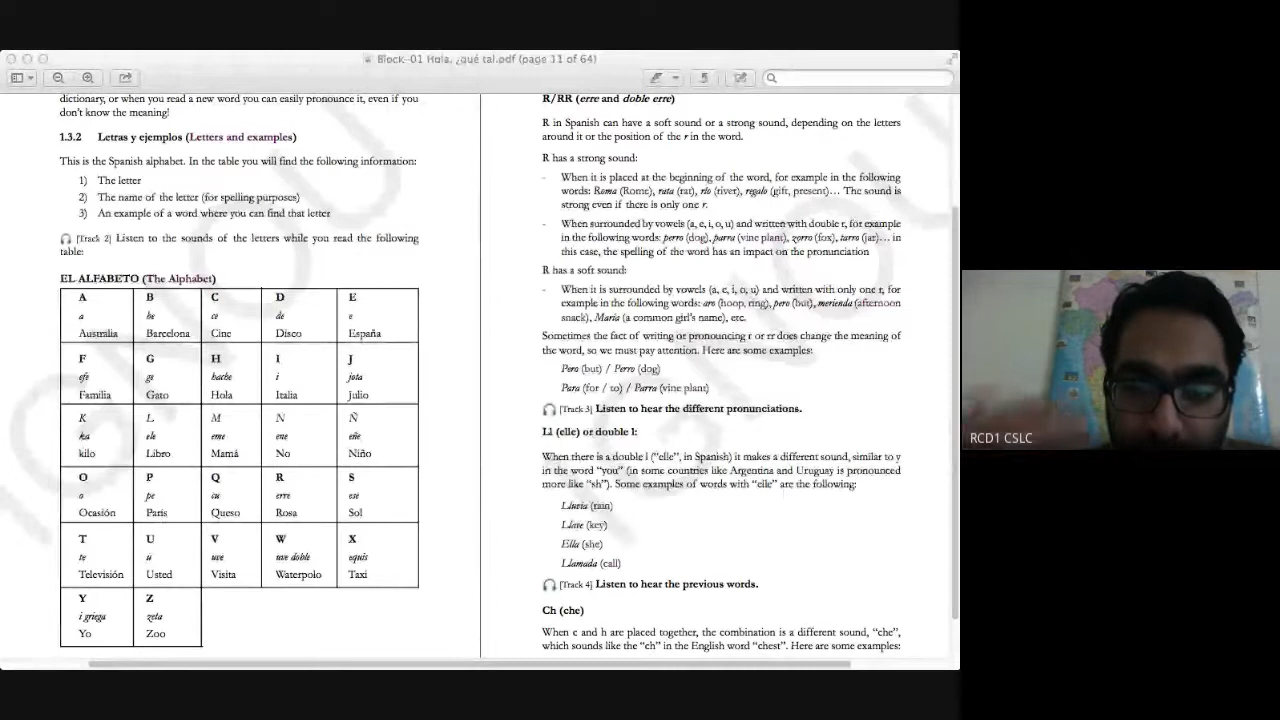 Block-01 Hola, ¿qué tal.pdf (page 11 of 64)
dictionary, or when you read a new word you can easily pronounce it, even if you
don't know the meaning!
1.3.2 Letras y ejemplos (Letters and examples)
This is the Spanish alphabet. In the table you will find the following information:
1) The letter
2) The name of the letter (for spelling purposes)
3) An example of a word where you can find that letter
[Track 2] Listen to the sounds of the letters while you read the following
table:
EL ALFABETO (The Alphabet)
A B C D E
a be ce de e
Australia Barcelona Cine Disco España
F G H I J
efe ge hache i jota
Familia Gato Hola Italia Julio
K L M N Ñ
ka ele eme ene eñe
kilo Libro Mamá No Niño
O P Q R S
o pe cu erre ese
Ocasión París Queso Rosa Sol
T U V W X
te u uve uve doble equis
Televisión Usted Visita Waterpolo Taxi
Y Z
i griega zeta
Yo Zoo
R/RR (erre and doble erre)
R in Spanish can have a soft sound or a strong sound, depending on the letters
around it or the position of the r in the word.
R has a strong sound:
- When it is placed at the beginning of the word, for example in the following
words: Roma (Rome), rata (rat), río (river), regalo (gift, present)... The sound is
strong even if there is only one r.
- When surrounded by vowels (a, e, i, o, u) and written with double r, for example
in the following words: perro (dog), parra (vine plant), zorro (fox), tarro (jar)... in
this case, the spelling of the word has an impact on the pronunciation
R has a soft sound:
- When it is surrounded by vowels (a, e, i, o, u) and written with only one r, for
example in the following words: aro (hoop, ring), pero (but), merienda (afternoon
snack), María (a common girl's name), etc.
Sometimes the fact of writing or pronouncing r or rr does change the meaning of
the word, so we must pay attention. Here are some examples:
Pero (but) / Perro (dog)
Para (for / to) / Parra (vine plant)
[Track 3] Listen to hear the different pronunciations.
Ll (elle) or double l:
When there is a double l ("elle", in Spanish) it makes a different sound, similar to y
in the word "you" (in some countries like Argentina and Uruguay is pronounced
more like "sh"). Some examples of words with "elle" are the following:
Lluvia (rain)
Llave (key)
Ella (she)
Llamada (call)
[Track 4] Listen to hear the previous words.
Ch (che)
When c and h are placed together, the combination is a different sound, "che",
which sounds like the "ch" in the English word "chest". Here are some examples:
IGNOU
RCD1 CSLC